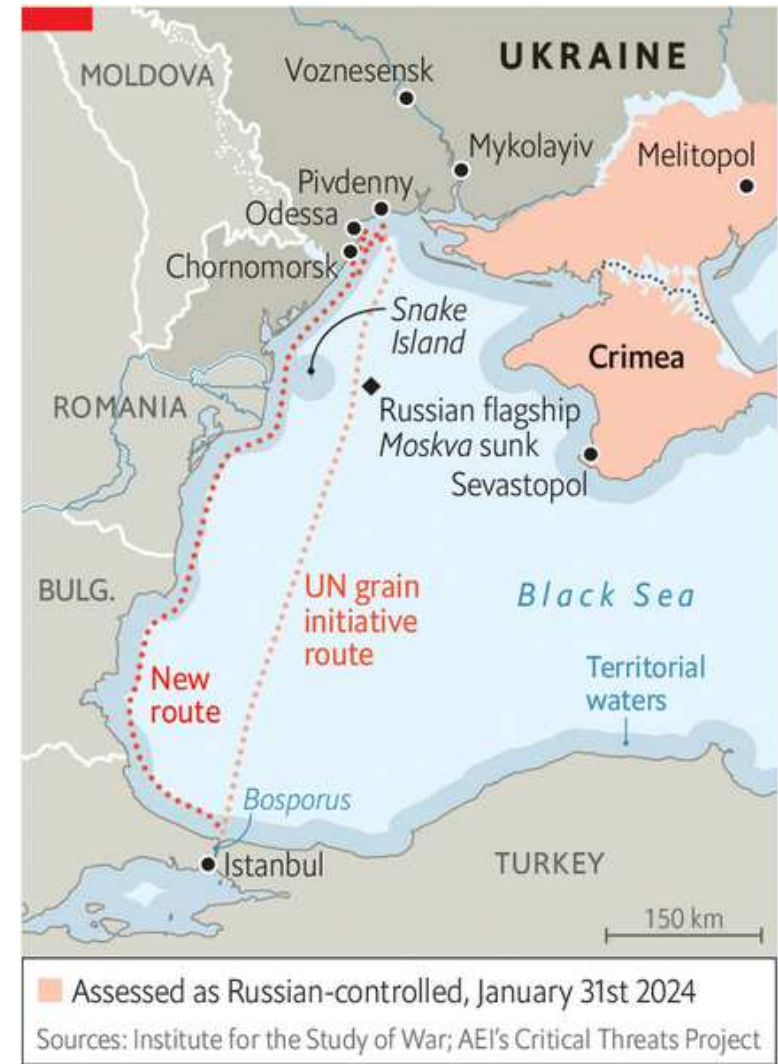 UKRAINE
MOLDOVA
Voznesensk
Mykolayiv
Melitopol
Pivdenny
Odessa
Chornomorsk
Snake
Island
Crimea
ROMANIA
Russian flagship
Moskva sunk
Sevastopol
BULG.
UN grain
initiative
route
Black Sea
New
route
Territorial
waters
Bosporus
Istanbul
TURKEY
150 km
Assessed as Russian-controlled, January 31st 2024
Sources: Institute for the Study of War; AEI's Critical Threats Project